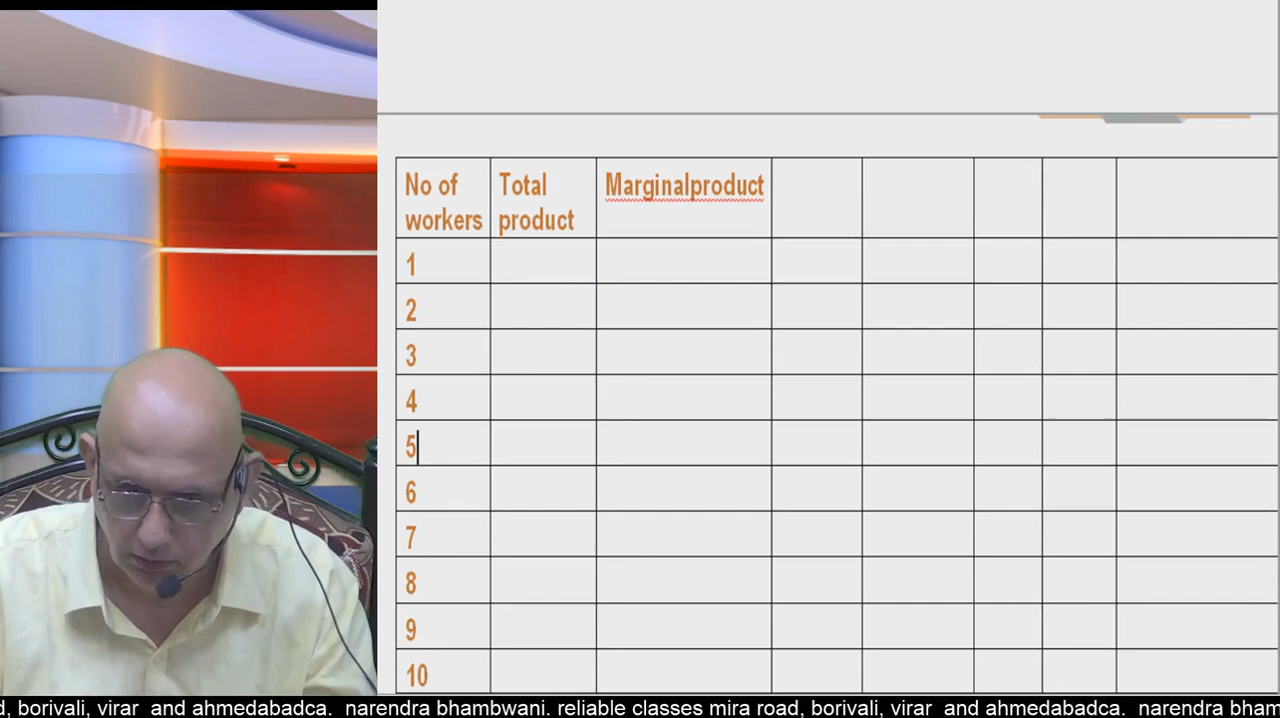 No of
workers
Total
product
Marginalproduct
1
2
3
4
5
6
7
8
9
10
d, borivali, virar and ahmedabadca. narendra bhambwani. reliable classes mira road, borivali, virar and ahmedabadca. narendra bham